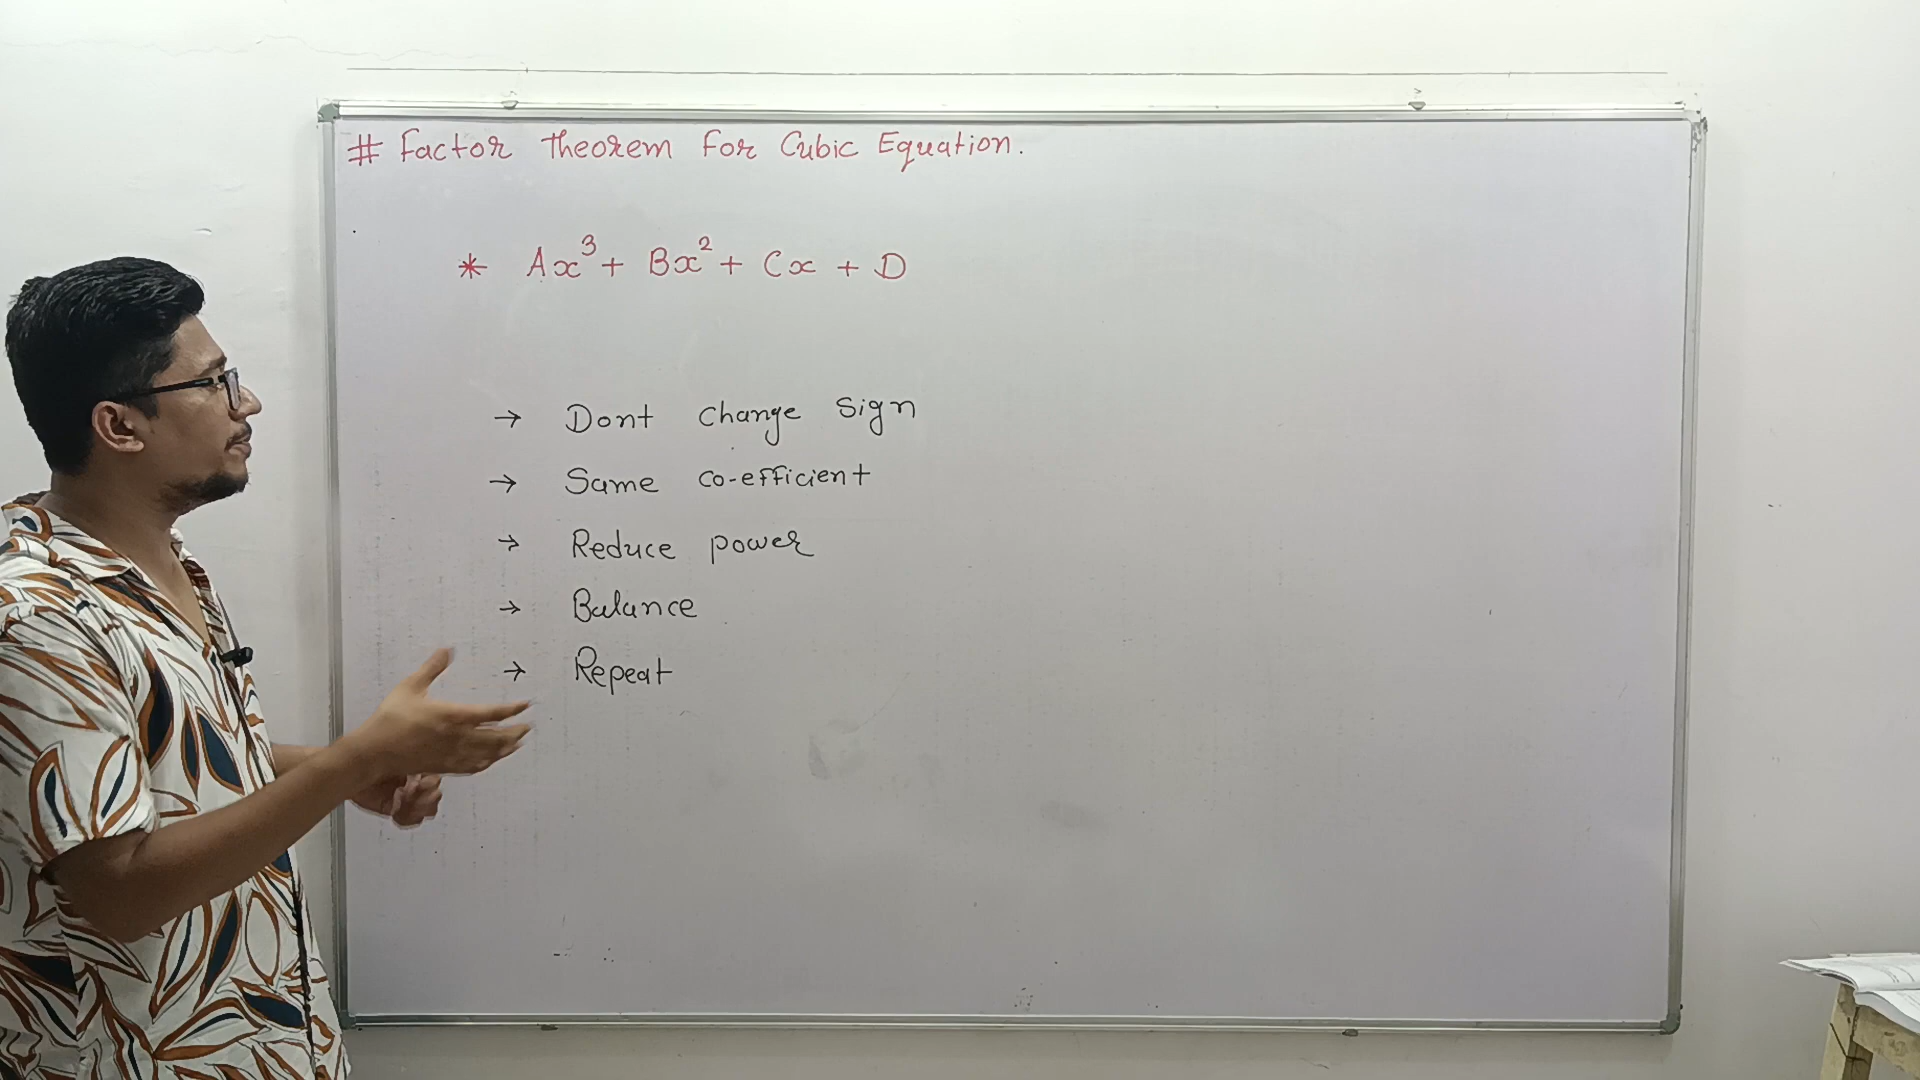 # Factor Theorem For Cubic Equation.
* Ax³ + Bx² + Cx + D
→ Dont change sign
→ Same co-efficient
→ Reduce power
→ Balance
→ Repeat